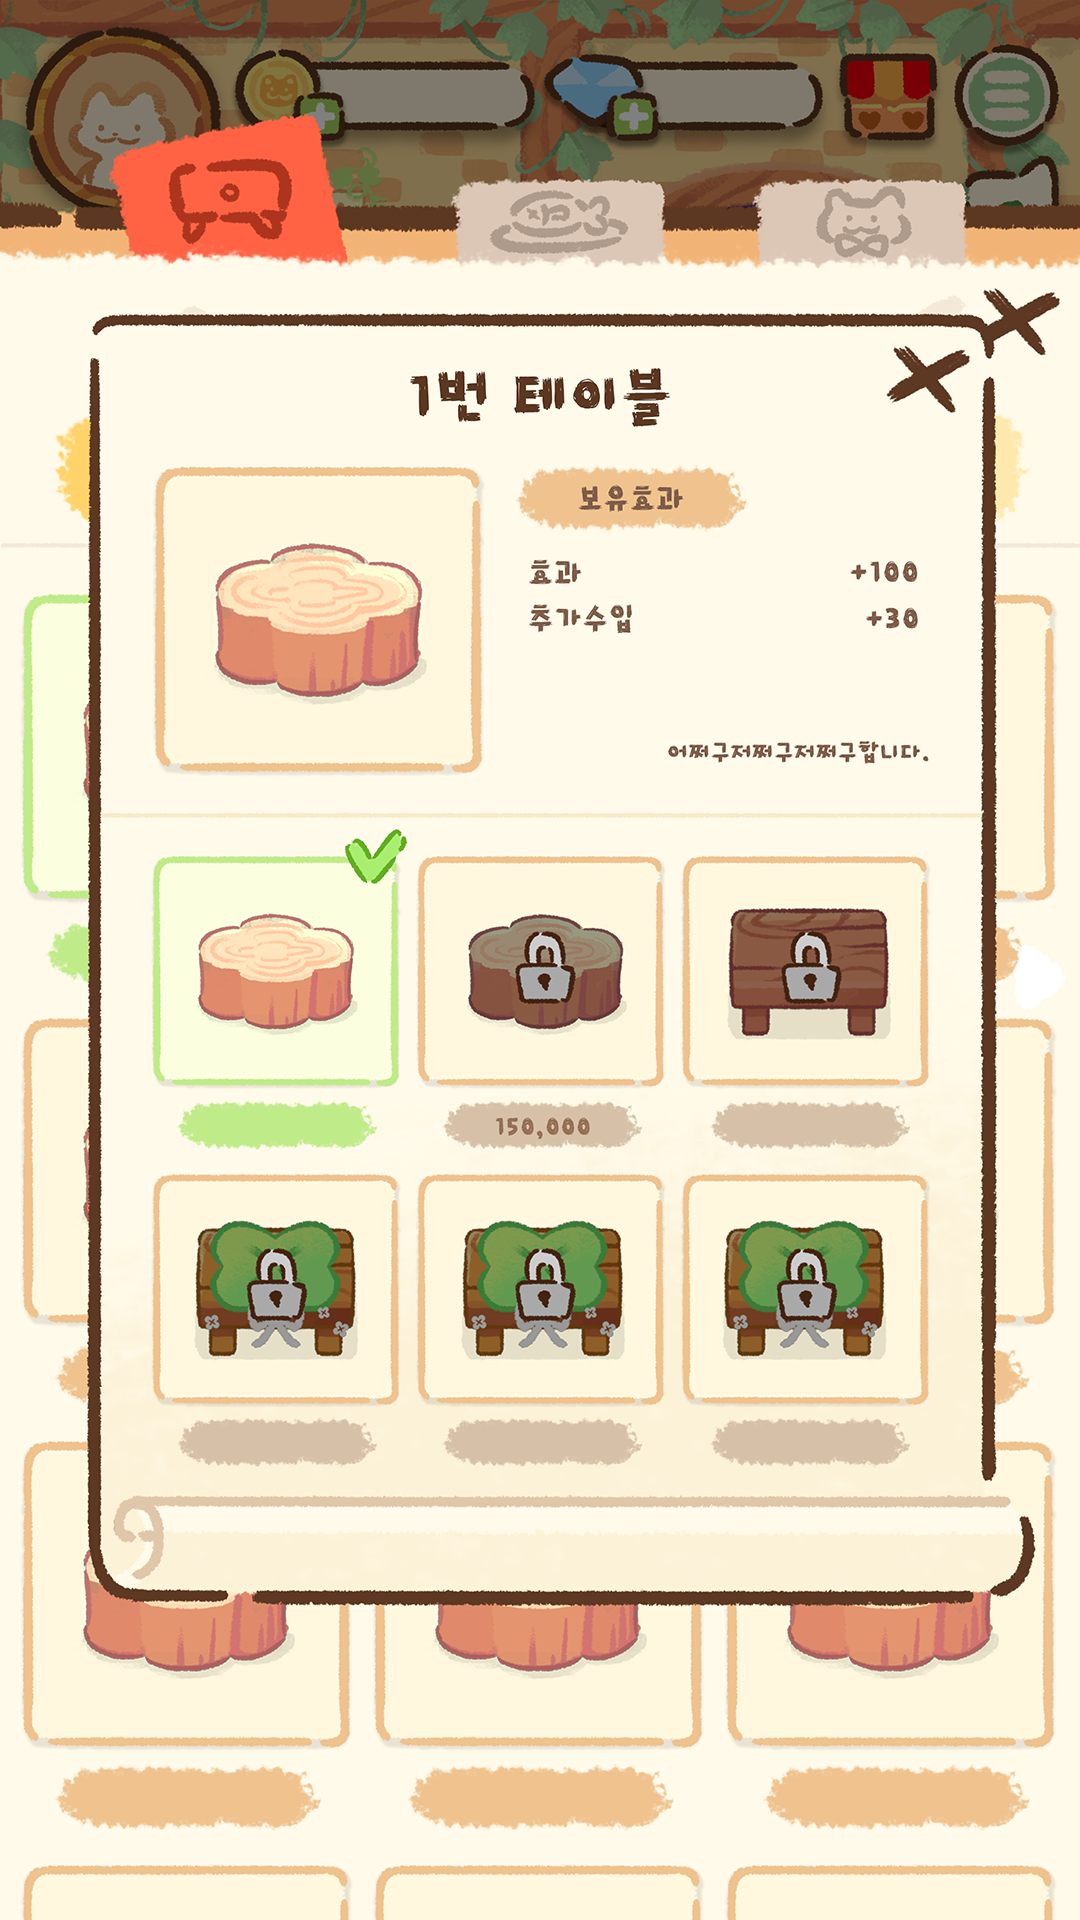 1번 테이블
보유효과
효과 +100
추가수입 +30
어쩌구저쩌구저쩌구합니다.
150,000